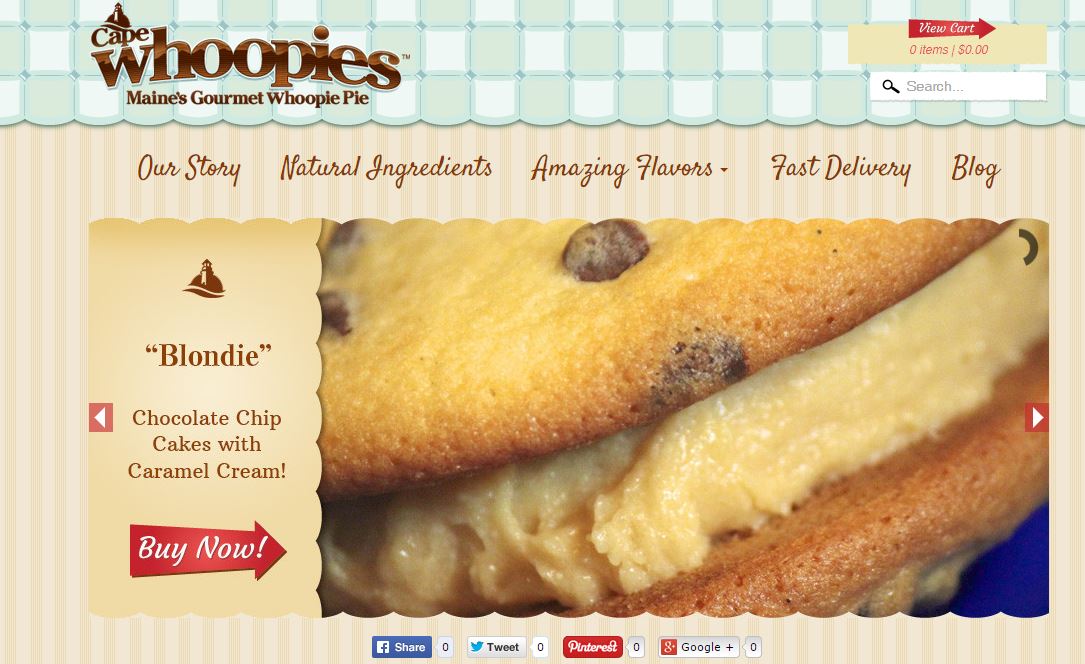 Cape
whoopies™
Maine's Gourmet Whoopie Pie
View Cart
0 items | $0.00
Search...
Our Story
Natural Ingredients
Amazing Flavors
Fast Delivery
Blog
“Blondie”
Chocolate Chip
Cakes with
Caramel Cream!
Buy Now!
Share 0
Tweet 0
Pinterest 0
Google + 0